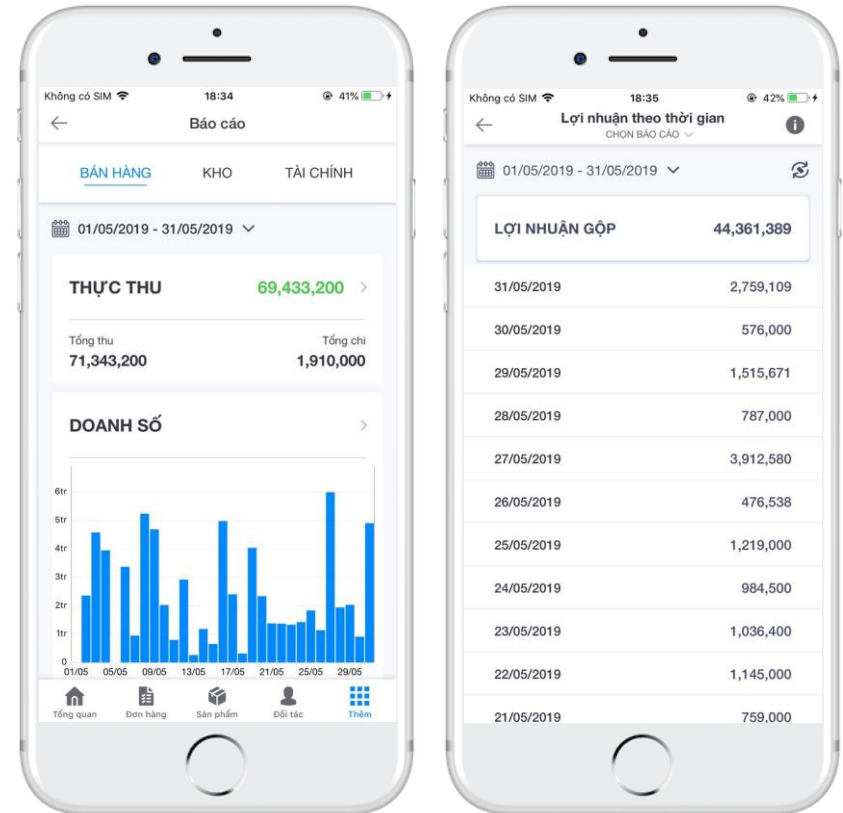 Không có SIM 18:34 41%
Báo cáo
BÁN HÀNG KHO TÀI CHÍNH
01/05/2019 - 31/05/2019
THỰC THU 69,433,200
Tổng thu Tổng chi
71,343,200 1,910,000
DOANH SỐ
6tr
5tr
4tr
3tr
2tr
1tr
0
01/05 05/05 09/05 13/05 17/05 21/05 25/05 29/05
Tổng quan Đơn hàng Sản phẩm Đối tác Thêm
Không có SIM 18:35 42%
Lợi nhuận theo thời gian
CHỌN BÁO CÁO
01/05/2019 - 31/05/2019
LỢI NHUẬN GỘP 44,361,389
31/05/2019 2,759,109
30/05/2019 576,000
29/05/2019 1,515,671
28/05/2019 787,000
27/05/2019 3,912,580
26/05/2019 476,538
25/05/2019 1,219,000
24/05/2019 984,500
23/05/2019 1,036,400
22/05/2019 1,145,000
21/05/2019 759,000